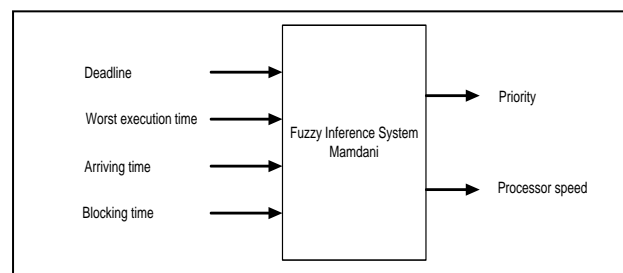 Deadline
Worst execution time
Arriving time
Blocking time
Fuzzy Inference System
Mamdani
Priority
Processor speed